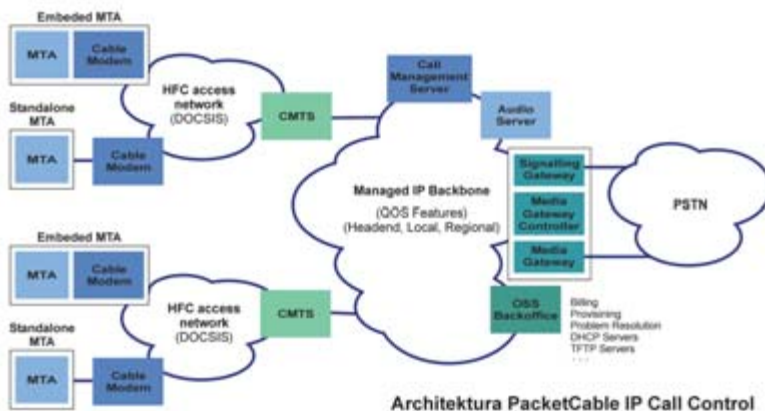 Embeded MTA
MTA
Cable
Modem
Standalone
MTA
MTA
Cable
Modem
HFC access
network
(DOCSIS)
CMTS
Call
Management
Server
Audio
Server
Managed IP Backbone
(QOS Features)
(Headend, Local, Regional)
Signalling
Gateway
Media
Gateway
Controller
Media
Gateway
PSTN
Embeded MTA
MTA
Cable
Modem
Standalone
MTA
MTA
Cable
Modem
HFC access
network
(DOCSIS)
CMTS
OSS
Backoffice
Billing
Provisining
Problem Resolution
DHCP Servers
TFTP Servers
. . .
Architektura PacketCable IP Call Control